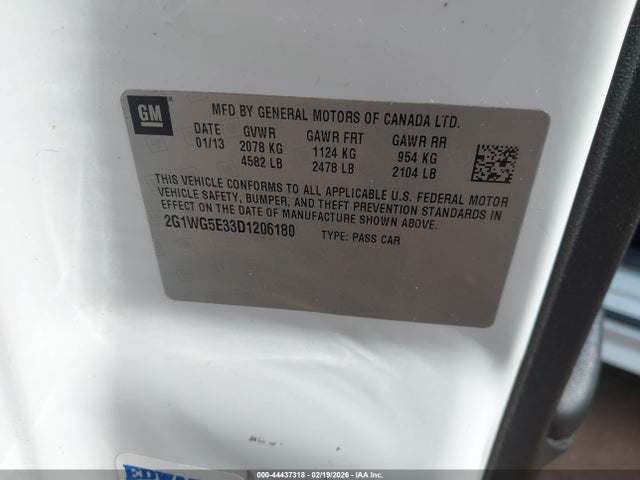 GM
MFD BY GENERAL MOTORS OF CANADA LTD.
DATE GVWR GAWR FRT GAWR RR
01/13 2078 KG 1124 KG 954 KG
4582 LB 2478 LB 2104 LB
THIS VEHICLE CONFORMS TO ALL APPLICABLE U.S. FEDERAL MOTOR
VEHICLE SAFETY, BUMPER, AND THEFT PREVENTION STANDARDS IN
EFFECT ON THE DATE OF MANUFACTURE SHOWN ABOVE.
2G1WG5E33D1206180 TYPE: PASS CAR
000-44437318 - 02/19/2026 - IAA Inc.